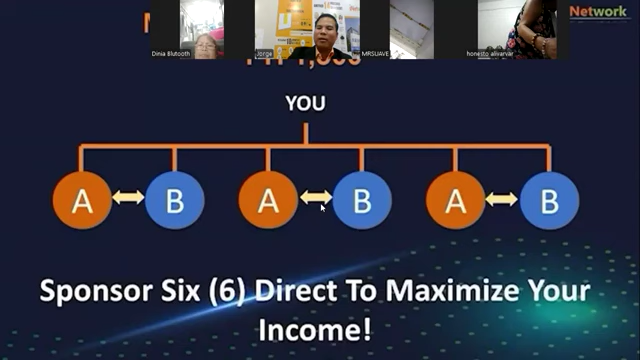 Network
Dinia Blutooth
Jorge
MRSUAVE
honesto alivarvar
YOU
A B A B A B
Sponsor Six (6) Direct To Maximize Your
Income!